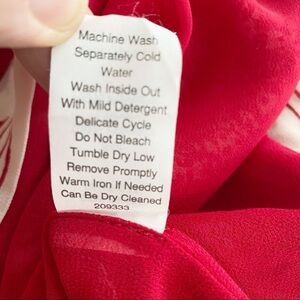 Machine Wash
Separately Cold
Water
Wash Inside Out
With Mild Detergent
Delicate Cycle
Do Not Bleach
Tumble Dry Low
Remove Promptly
Warm Iron If Needed
Can Be Dry Cleaned
209333